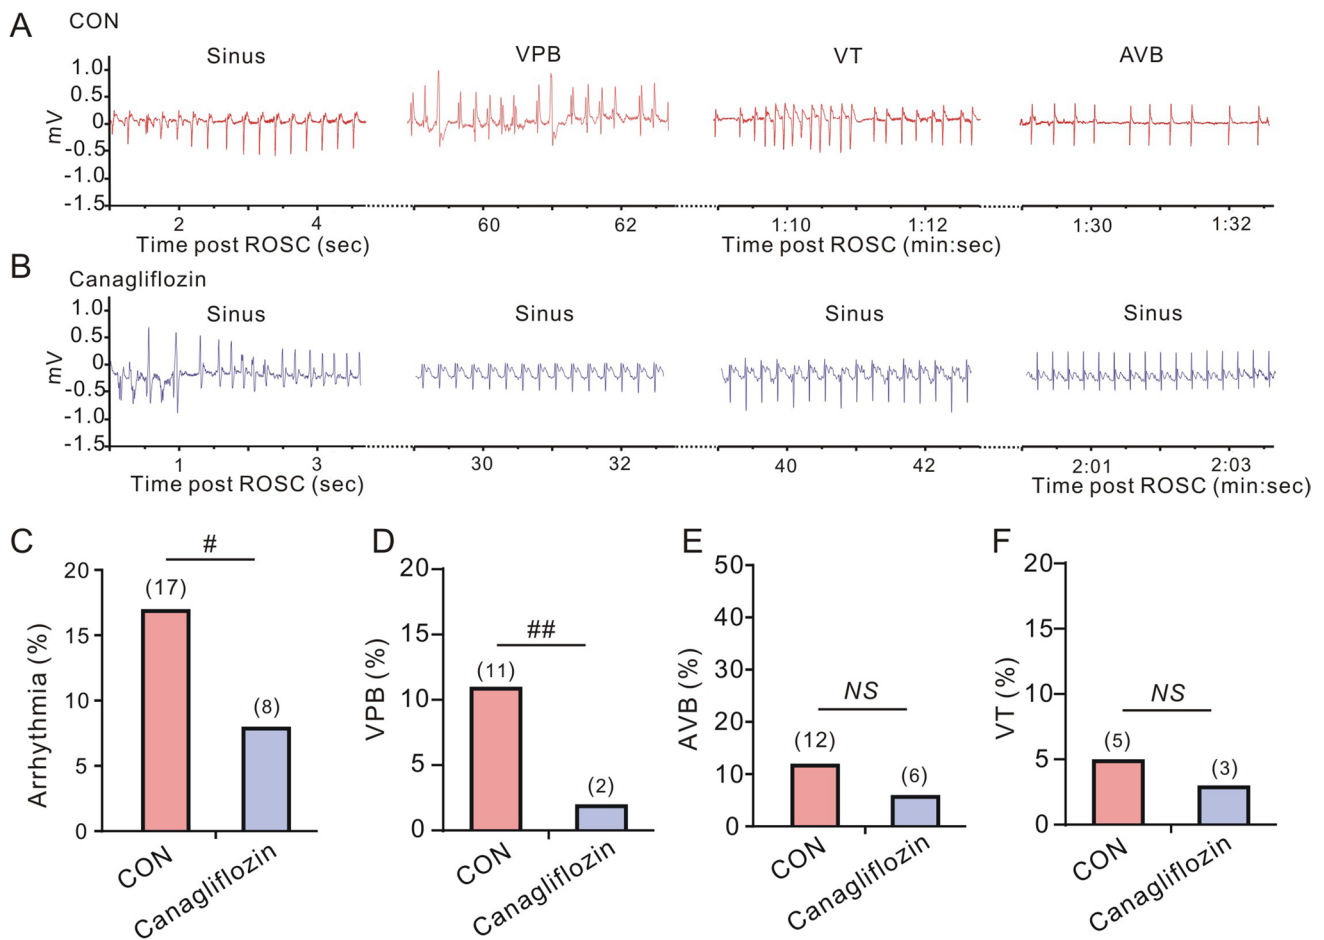 A
CON
Sinus VPB VT AVB
1.0
0.5
0
-0.5
-1.0
-1.5
mV
2 4 60 62 1:10 1:12 1:30 1:32
Time post ROSC (sec) Time post ROSC (min:sec)
B
Canagliflozin
Sinus Sinus Sinus Sinus
1.0
0.5
0
-0.5
-1.0
-1.5
mV
1 3 30 32 40 42 2:01 2:03
Time post ROSC (sec) Time post ROSC (min:sec)
C
#
20
15
10
5
0
Arrhythmia (%)
(17)
(8)
CON
Canagliflozin
D
##
20
15
10
5
0
VPB (%)
(11)
(2)
CON
Canagliflozin
E
NS
50
40
30
20
10
0
AVB (%)
(12)
(6)
CON
Canagliflozin
F
NS
20
15
10
5
0
VT (%)
(5)
(3)
CON
Canagliflozin